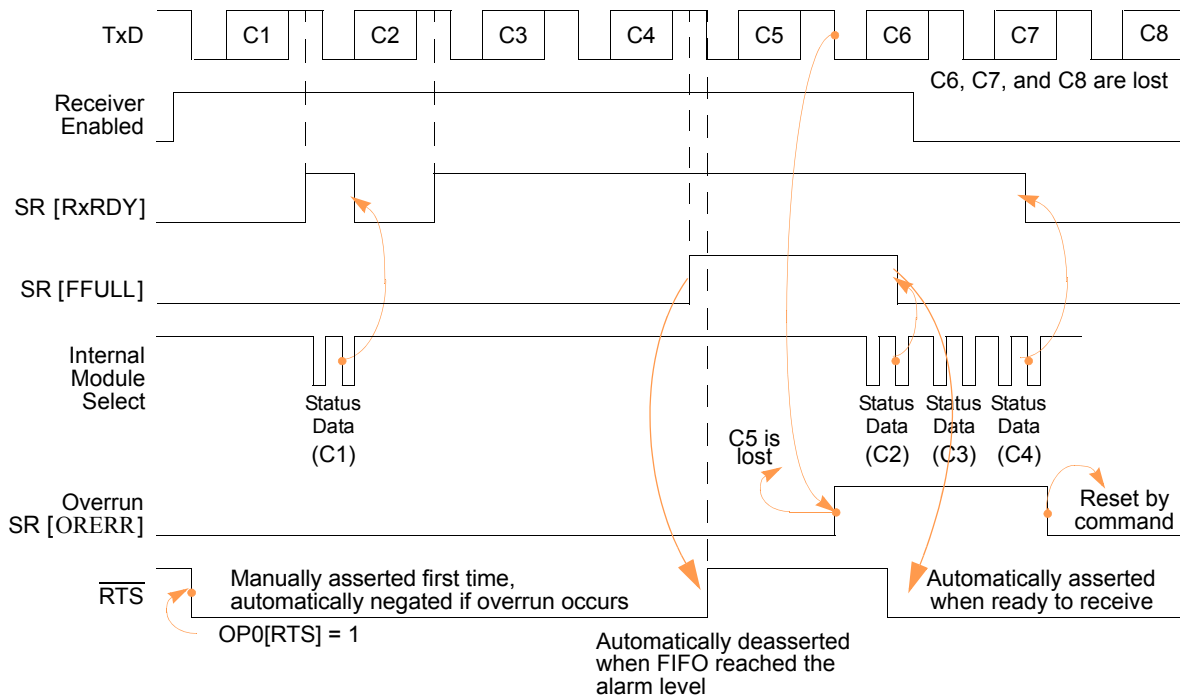 TxD
C1
C2
C3
C4
C5
C6
C7
C8
C6, C7, and C8 are lost
Receiver
Enabled
SR [RxRDY]
SR [FFULL]
Internal
Module
Select
Status
Data
(C1)
Status
Data
(C2)
Status
Data
(C3)
Status
Data
(C4)
C5 is
lost
Overrun
SR [ORERR]
Reset by
command
RTS
Manually asserted first time,
automatically negated if overrun occurs
OP0[RTS] = 1
Automatically asserted
when ready to receive
Automatically deasserted
when FIFO reached the
alarm level